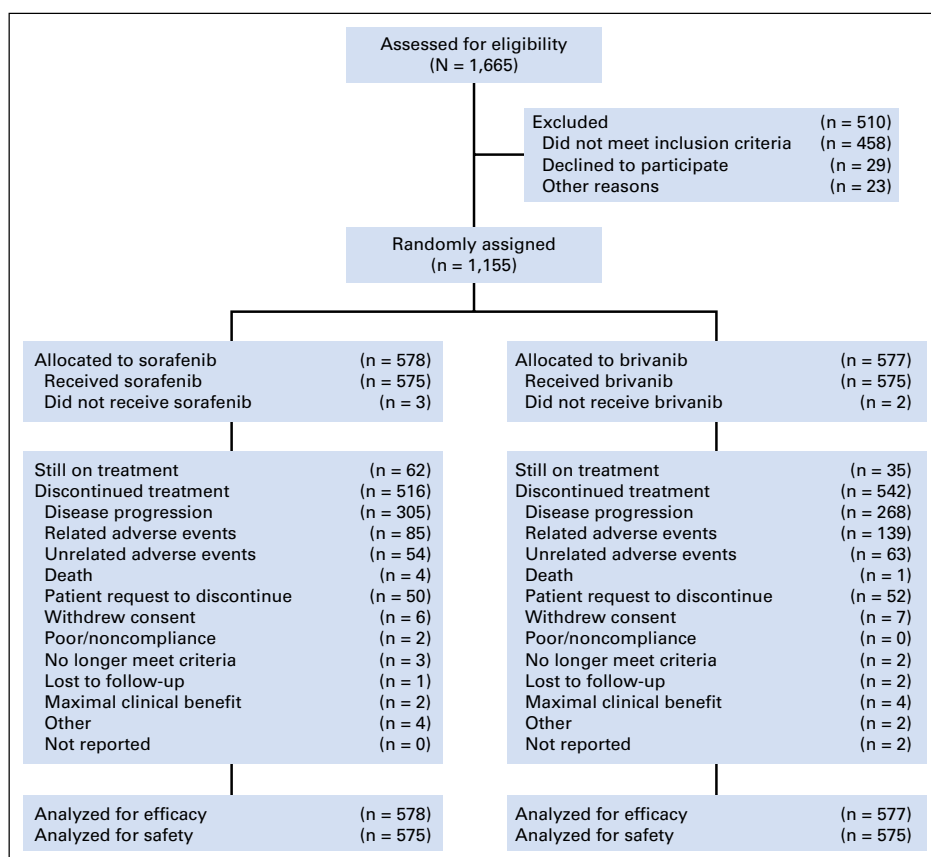 Assessed for eligibility
(N = 1,665)
Excluded (n = 510)
Did not meet inclusion criteria (n = 458)
Declined to participate (n = 29)
Other reasons (n = 23)
Randomly assigned
(n = 1,155)
Allocated to sorafenib (n = 578)
Received sorafenib (n = 575)
Did not receive sorafenib (n = 3)
Allocated to brivanib (n = 577)
Received brivanib (n = 575)
Did not receive brivanib (n = 2)
Still on treatment (n = 62)
Discontinued treatment (n = 516)
Disease progression (n = 305)
Related adverse events (n = 85)
Unrelated adverse events (n = 54)
Death (n = 4)
Patient request to discontinue (n = 50)
Withdrew consent (n = 6)
Poor/noncompliance (n = 2)
No longer meet criteria (n = 3)
Lost to follow-up (n = 1)
Maximal clinical benefit (n = 2)
Other (n = 4)
Not reported (n = 0)
Still on treatment (n = 35)
Discontinued treatment (n = 542)
Disease progression (n = 268)
Related adverse events (n = 139)
Unrelated adverse events (n = 63)
Death (n = 1)
Patient request to discontinue (n = 52)
Withdrew consent (n = 7)
Poor/noncompliance (n = 0)
No longer meet criteria (n = 2)
Lost to follow-up (n = 2)
Maximal clinical benefit (n = 4)
Other (n = 2)
Not reported (n = 2)
Analyzed for efficacy (n = 578)
Analyzed for safety (n = 575)
Analyzed for efficacy (n = 577)
Analyzed for safety (n = 575)